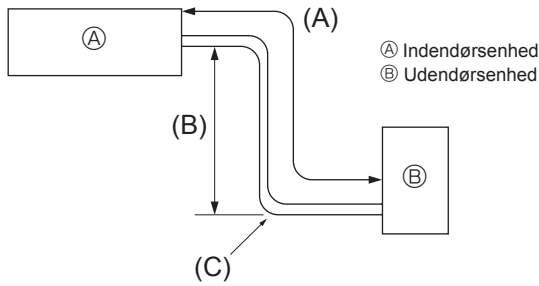 (A)
Ⓐ
Ⓐ Indendørsenhed
Ⓑ Udendørsenhed
(B)
Ⓑ
(C)